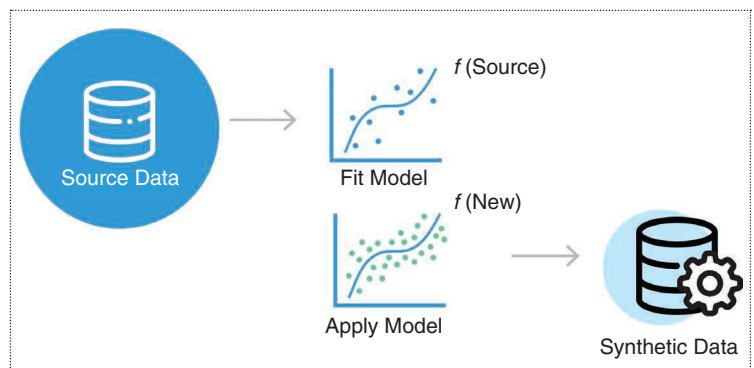 f (Source)
Source Data
Fit Model
f (New)
Apply Model
Synthetic Data